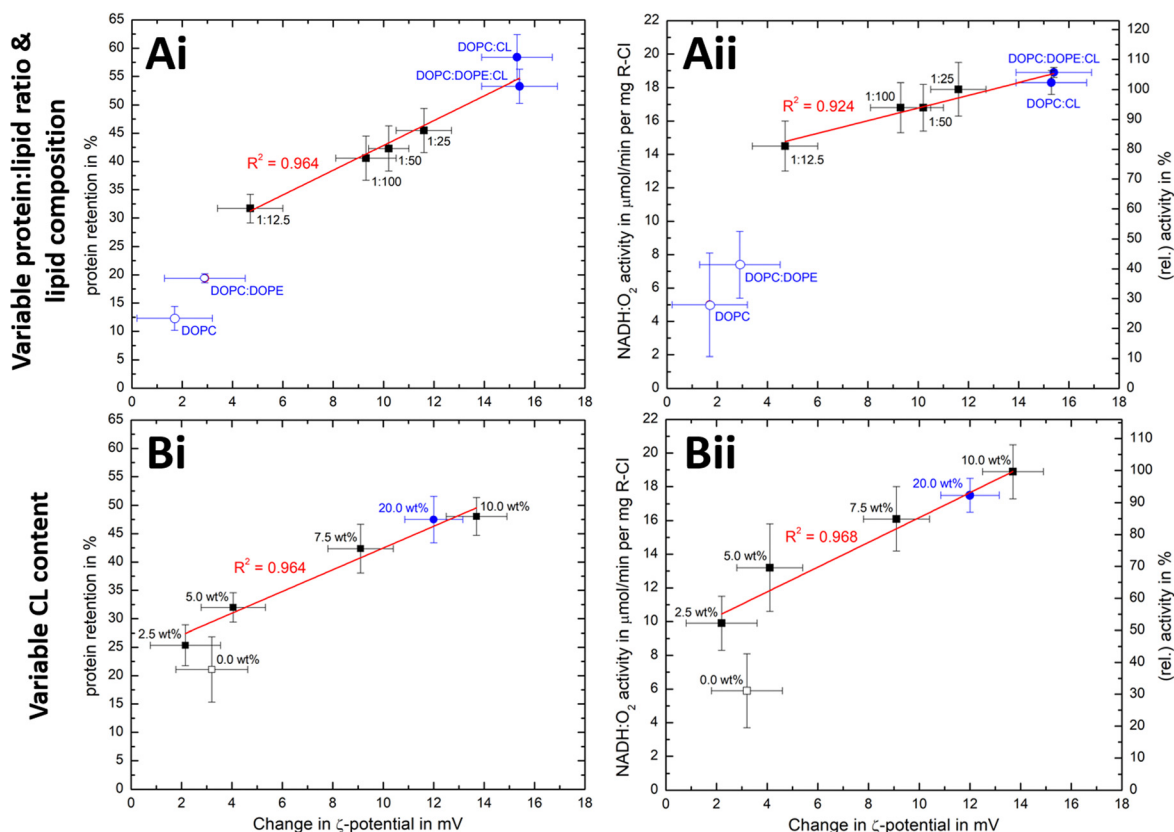 Variable protein:lipid ratio &
lipid composition
Ai
protein retention in %
65
60
55
50
45
40
35
30
25
20
15
10
5
0
DOPC:CL
DOPC:DOPE:CL
1:25
1:50
1:100
R² = 0.964
1:12.5
DOPC:DOPE
DOPC
0 2 4 6 8 10 12 14 16 18
Aii
NADH:O₂ activity in µmol/min per mg R-CI
22
20
18
16
14
12
10
8
6
4
2
0
DOPC:DOPE:CL
1:25
DOPC:CL
1:100
1:50
R² = 0.924
1:12.5
DOPC:DOPE
DOPC
0 2 4 6 8 10 12 14 16 18
(rel.) activity in %
120
110
100
90
80
70
60
50
40
30
20
10
0
Variable CL content
Bi
protein retention in %
65
60
55
50
45
40
35
30
25
20
15
10
5
0
20.0 wt%
10.0 wt%
7.5 wt%
R² = 0.964
5.0 wt%
2.5 wt%
0.0 wt%
0 2 4 6 8 10 12 14 16 18
Change in ζ-potential in mV
Bii
NADH:O₂ activity in µmol/min per mg R-CI
22
20
18
16
14
12
10
8
6
4
2
0
10.0 wt%
20.0 wt%
7.5 wt%
R² = 0.968
5.0 wt%
2.5 wt%
0.0 wt%
0 2 4 6 8 10 12 14 16 18
Change in ζ-potential in mV
(rel.) activity in %
110
100
90
80
70
60
50
40
30
20
10
0